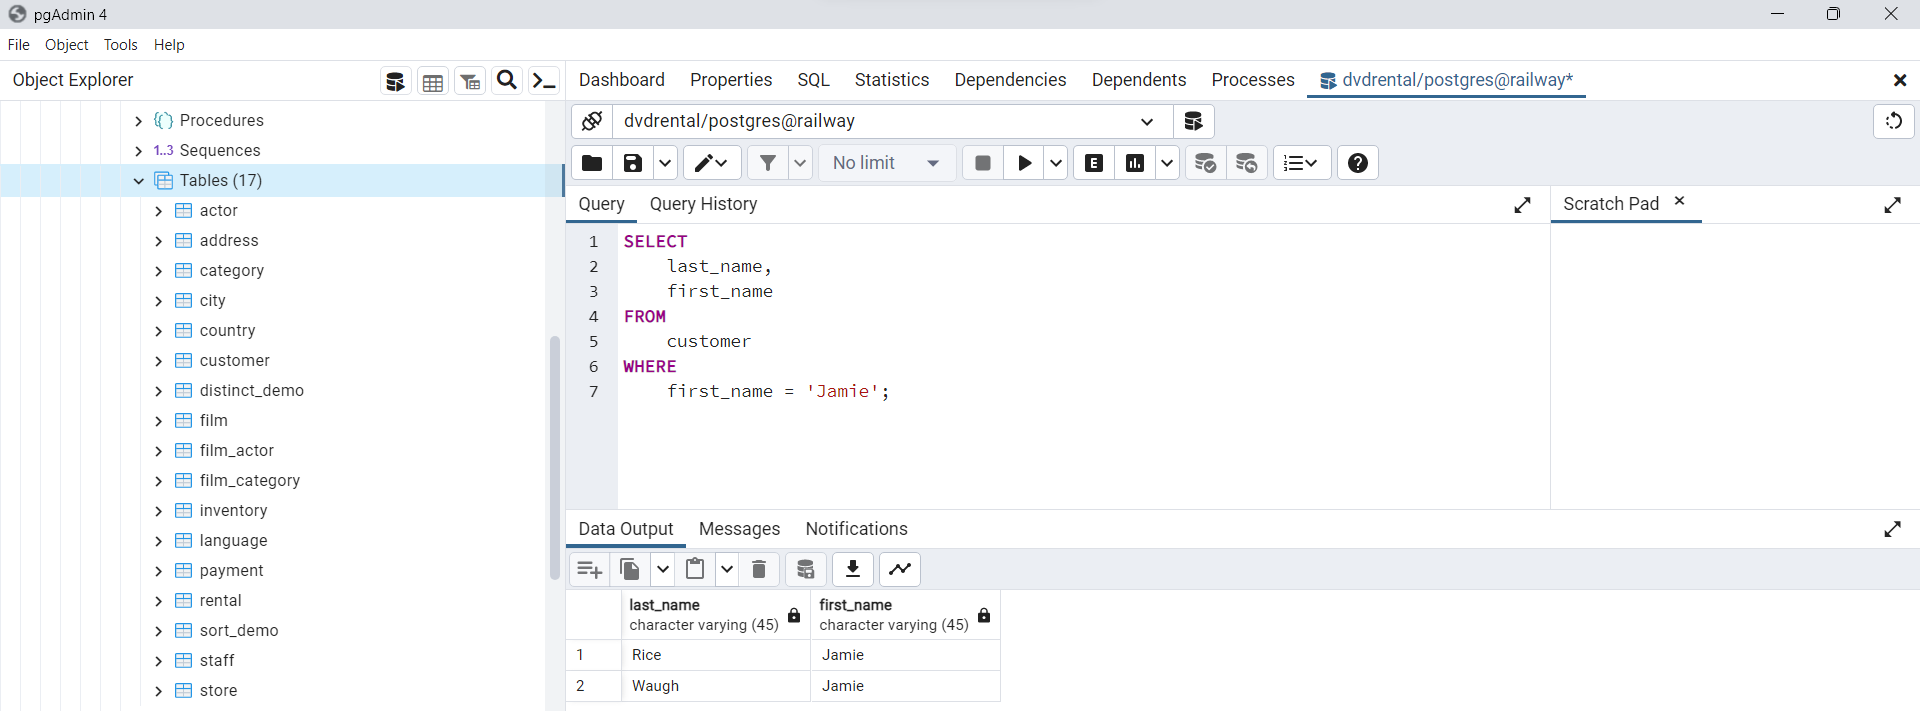 pgAdmin 4
File Object Tools Help
Object Explorer
Dashboard Properties SQL Statistics Dependencies Dependents Processes dvdrental/postgres@railway*
dvdrental/postgres@railway
No limit
E
Procedures
1..3 Sequences
Tables (17)
actor
address
category
city
country
customer
distinct_demo
film
film_actor
film_category
inventory
language
payment
rental
sort_demo
staff
store
Query Query History
Scratch Pad
1 SELECT
2 last_name,
3 first_name
4 FROM
5 customer
6 WHERE
7 first_name = 'Jamie';
Data Output Messages Notifications
last_name first_name
character varying (45) character varying (45)
1 Rice Jamie
2 Waugh Jamie